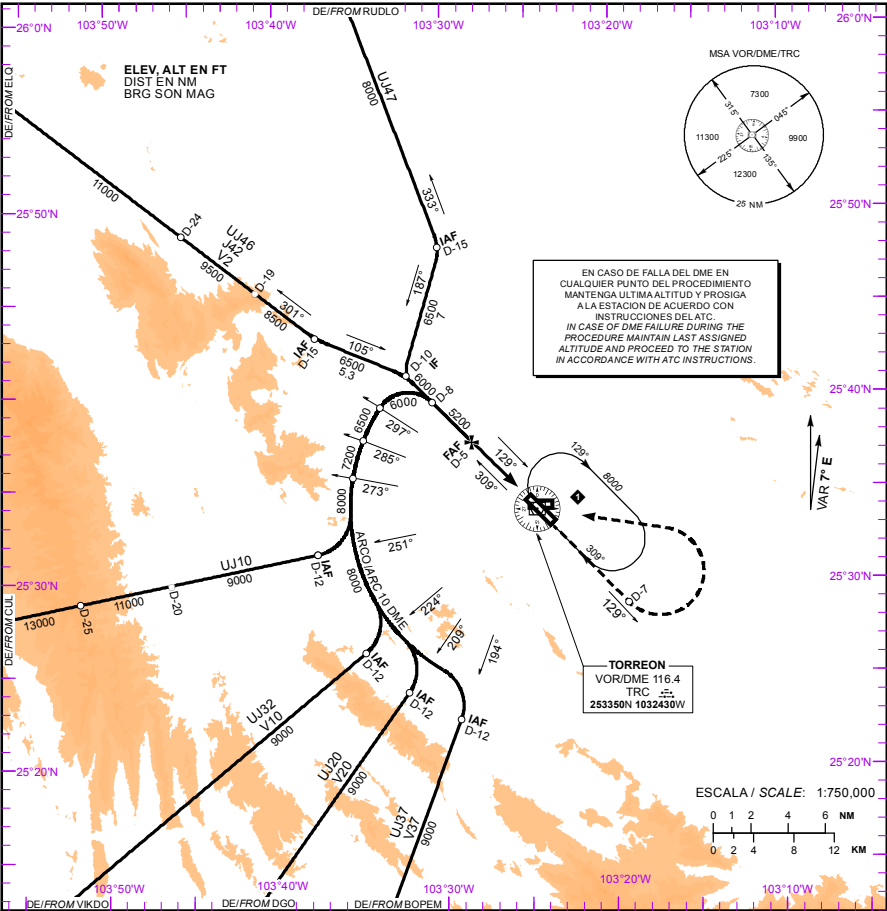 DE/FROM RUDLO
26°0'N
103°50'W
103°40'W
103°30'W
103°20'W
103°10'W
26°0'N
ELEV, ALT EN FT
DIST EN NM
BRG SON MAG
MSA VOR/DME/TRC
7300
315°
045°
11300
9900
225°
135°
12300
25 NM
DE/FROM ELQ
UJ47
8000
333°
IAF
D-15
187°
6500
7
25°50'N
25°50'N
11000
D-24
UJ46
J42
V2
9500
D-19
301°
8500
IAF
D-15
105°
6500
5.3
D-10
IF
6000
D-8
5200
FAF
D-5
129°
309°
EN CASO DE FALLA DEL DME EN
CUALQUIER PUNTO DEL PROCEDIMIENTO
MANTENGA ULTIMA ALTITUD Y PROSIGA
A LA ESTACION DE ACUERDO CON
INSTRUCCIONES DEL ATC.
IN CASE OF DME FAILURE DURING THE
PROCEDURE MAINTAIN LAST ASSIGNED
ALTITUDE AND PROCEED TO THE STATION
IN ACCORDANCE WITH ATC INSTRUCTIONS.
25°40'N
25°40'N
6000
6500
297°
7200
285°
8000
273°
251°
ARCO/ARC 10 DME
8000
224°
209°
194°
129°
8000
1
309°
D-7
129°
VAR 7° E
25°30'N
25°30'N
UJ10
9000
IAF
D-12
D-20
11000
D-25
13000
DE/FROM CUL
IAF
D-12
UJ32
V10
9000
IAF
D-12
UJ20
V20
9000
IAF
D-12
UJ37
V37
9000
TORREON
VOR/DME 116.4
TRC
253350N 1032430W
25°20'N
25°20'N
ESCALA / SCALE: 1:750,000
0 1 2 4 6 NM
0 2 4 8 12 KM
103°50'W
103°40'W
103°30'W
103°20'W
103°10'W
DE/FROM VIKDO
DE/FROM DGO
DE/FROM BOPEM